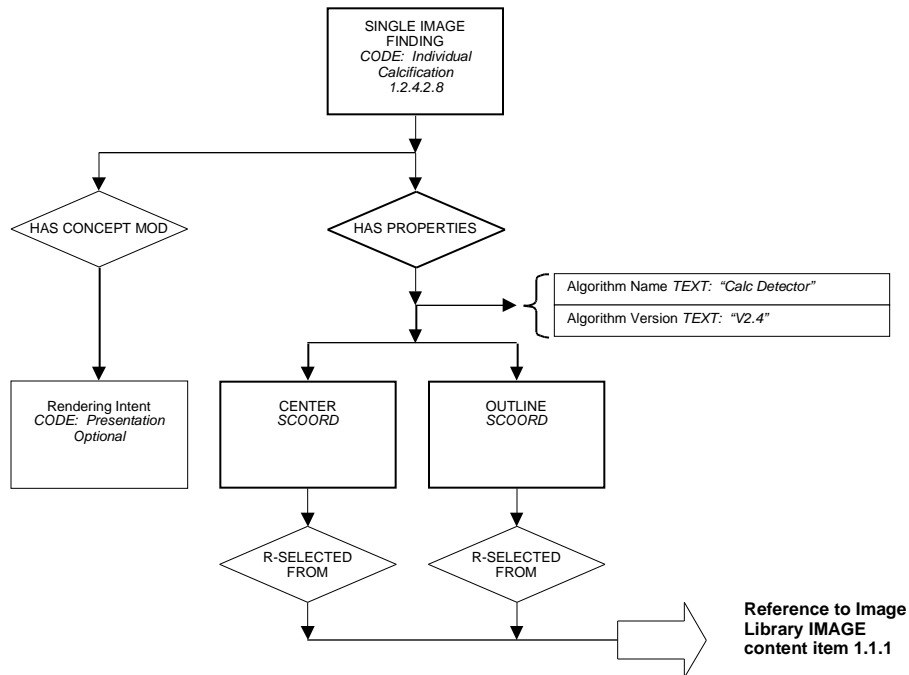 SINGLE IMAGE
FINDING
CODE:  Individual
Calcification
1.2.4.2.8
HAS CONCEPT MOD
HAS PROPERTIES
Algorithm Name TEXT:  “Calc Detector”
Algorithm Version TEXT:  “V2.4”
Rendering Intent
CODE:  Presentation
Optional
CENTER
SCOORD
OUTLINE
SCOORD
R-SELECTED
FROM
R-SELECTED
FROM
Reference to Image
Library IMAGE
content item 1.1.1